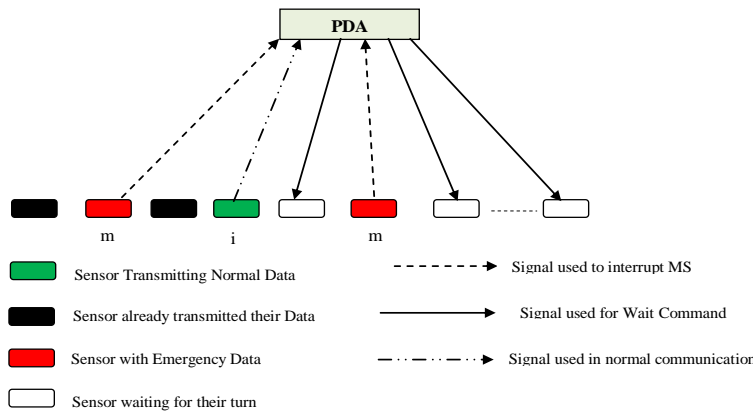 PDA
m
i
m
Sensor Transmitting Normal Data
Signal used to interrupt MS
Sensor already transmitted their Data
Signal used for Wait Command
Sensor with Emergency Data
Signal used in normal communication
Sensor waiting for their turn